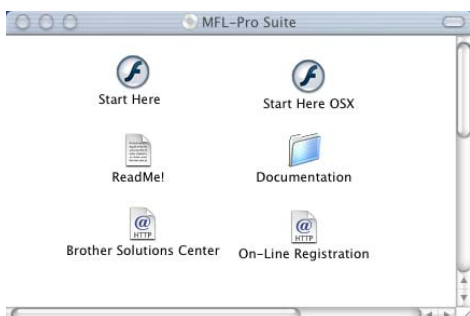 MFL-Pro Suite
Start Here
Start Here OSX
ReadMe!
Documentation
@
HTTP
@
HTTP
Brother Solutions Center
On-Line Registration